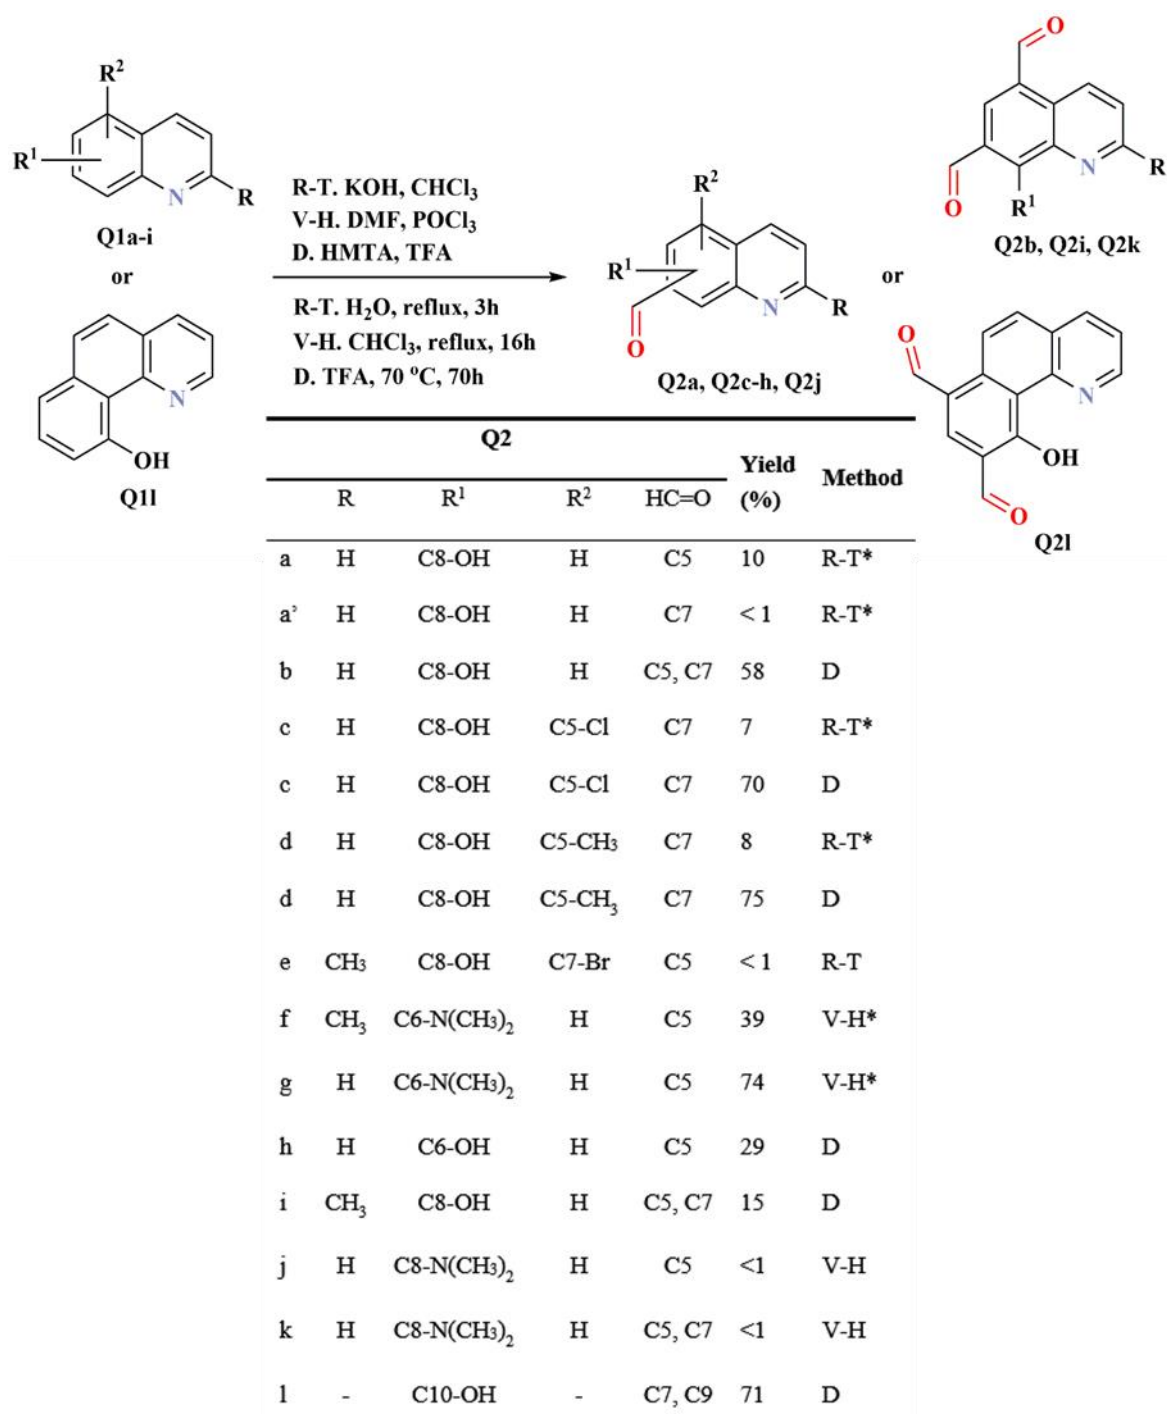 R²
R¹
N
R
Q1a-i
or
N
OH
Q1l
R-T. KOH, CHCl₃
V-H. DMF, POCl₃
D. HMTA, TFA
R-T. H₂O, reflux, 3h
V-H. CHCl₃, reflux, 16h
D. TFA, 70 °C, 70h
R²
R¹
N
R
O
Q2a, Q2c-h, Q2j
or
O
O
N
R
R¹
Q2b, Q2i, Q2k
O
N
OH
O
Q2l
Q2 Yield (%) Method
R R¹ R² HC=O
a H C8-OH H C5 10 R-T*
a’ H C8-OH H C7 < 1 R-T*
b H C8-OH H C5, C7 58 D
c H C8-OH C5-Cl C7 7 R-T*
c H C8-OH C5-Cl C7 70 D
d H C8-OH C5-CH₃ C7 8 R-T*
d H C8-OH C5-CH₃ C7 75 D
e CH₃ C8-OH C7-Br C5 < 1 R-T
f CH₃ C6-N(CH₃)₂ H C5 39 V-H*
g H C6-N(CH₃)₂ H C5 74 V-H*
h H C6-OH H C5 29 D
i CH₃ C8-OH H C5, C7 15 D
j H C8-N(CH₃)₂ H C5 <1 V-H
k H C8-N(CH₃)₂ H C5, C7 <1 V-H
l - C10-OH - C7, C9 71 D